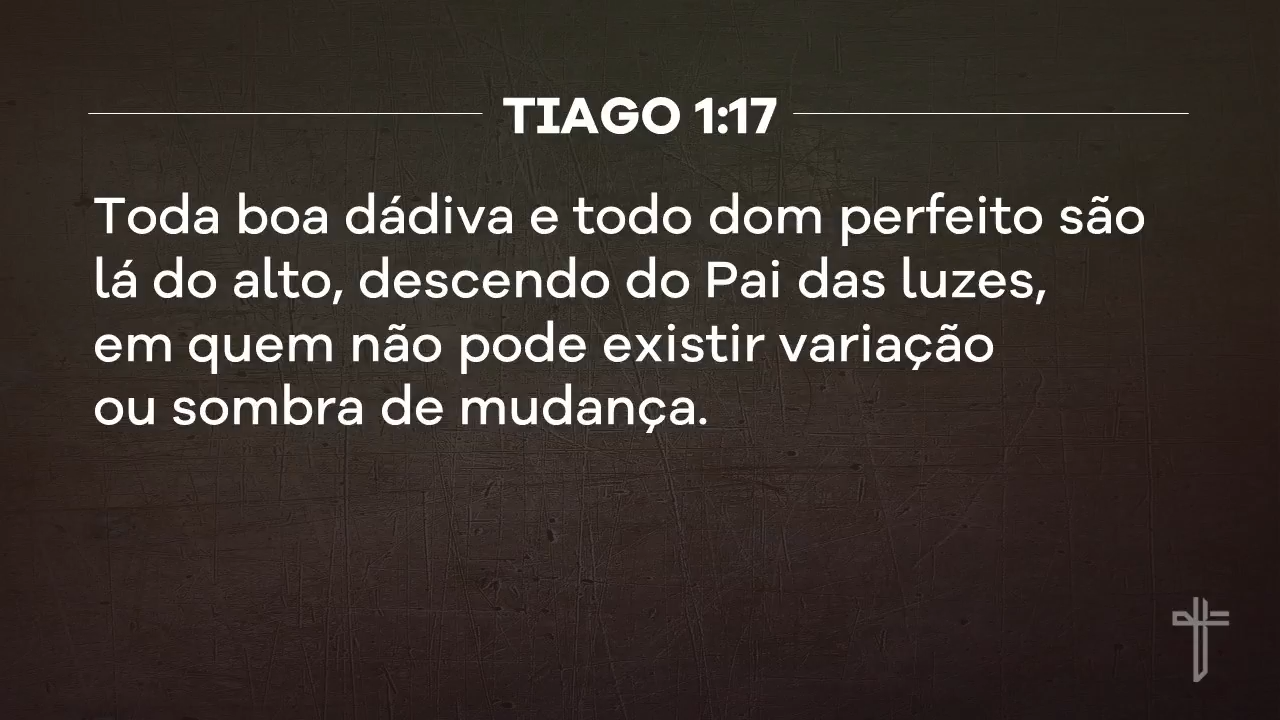 TIAGO 1:17
Toda boa dádiva e todo dom perfeito são
lá do alto, descendo do Pai das luzes,
em quem não pode existir variação
ou sombra de mudança.